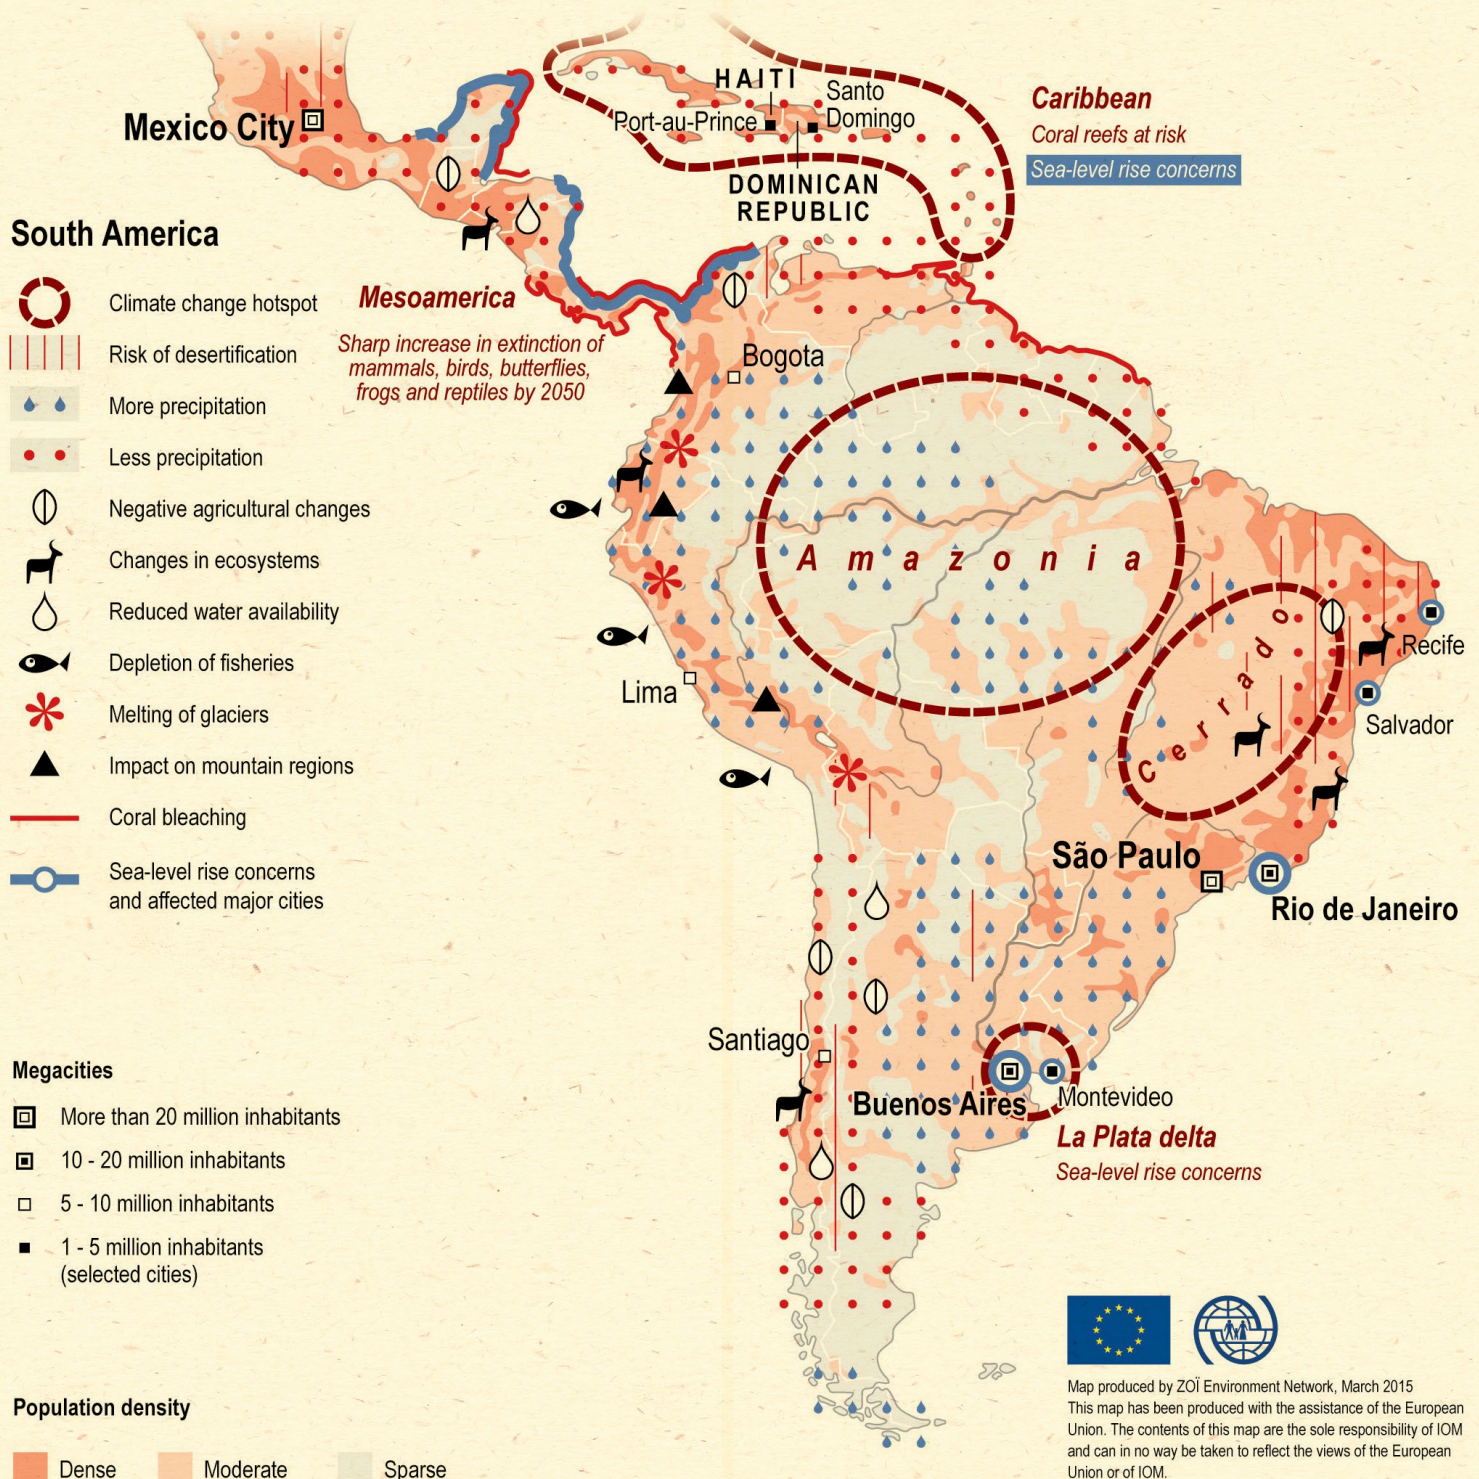 HAITI
Santo
Domingo
Port-au-Prince
Mexico City
Caribbean
Coral reefs at risk
Sea-level rise concerns
DOMINICAN
REPUBLIC
South America
Climate change hotspot
Risk of desertification
More precipitation
Less precipitation
Negative agricultural changes
Changes in ecosystems
Reduced water availability
Depletion of fisheries
Melting of glaciers
Impact on mountain regions
Coral bleaching
Sea-level rise concerns
and affected major cities
Mesoamerica
Sharp increase in extinction of
mammals, birds, butterflies,
frogs and reptiles by 2050
Bogota
Amazonia
Cerrado
Recife
Salvador
Lima
São Paulo
Rio de Janeiro
Santiago
Buenos Aires
Montevideo
La Plata delta
Sea-level rise concerns
Megacities
More than 20 million inhabitants
10 - 20 million inhabitants
5 - 10 million inhabitants
1 - 5 million inhabitants
(selected cities)
Population density
Dense
Moderate
Sparse
Map produced by ZOÏ Environment Network, March 2015
This map has been produced with the assistance of the European
Union. The contents of this map are the sole responsibility of IOM
and can in no way be taken to reflect the views of the European
Union or of IOM.